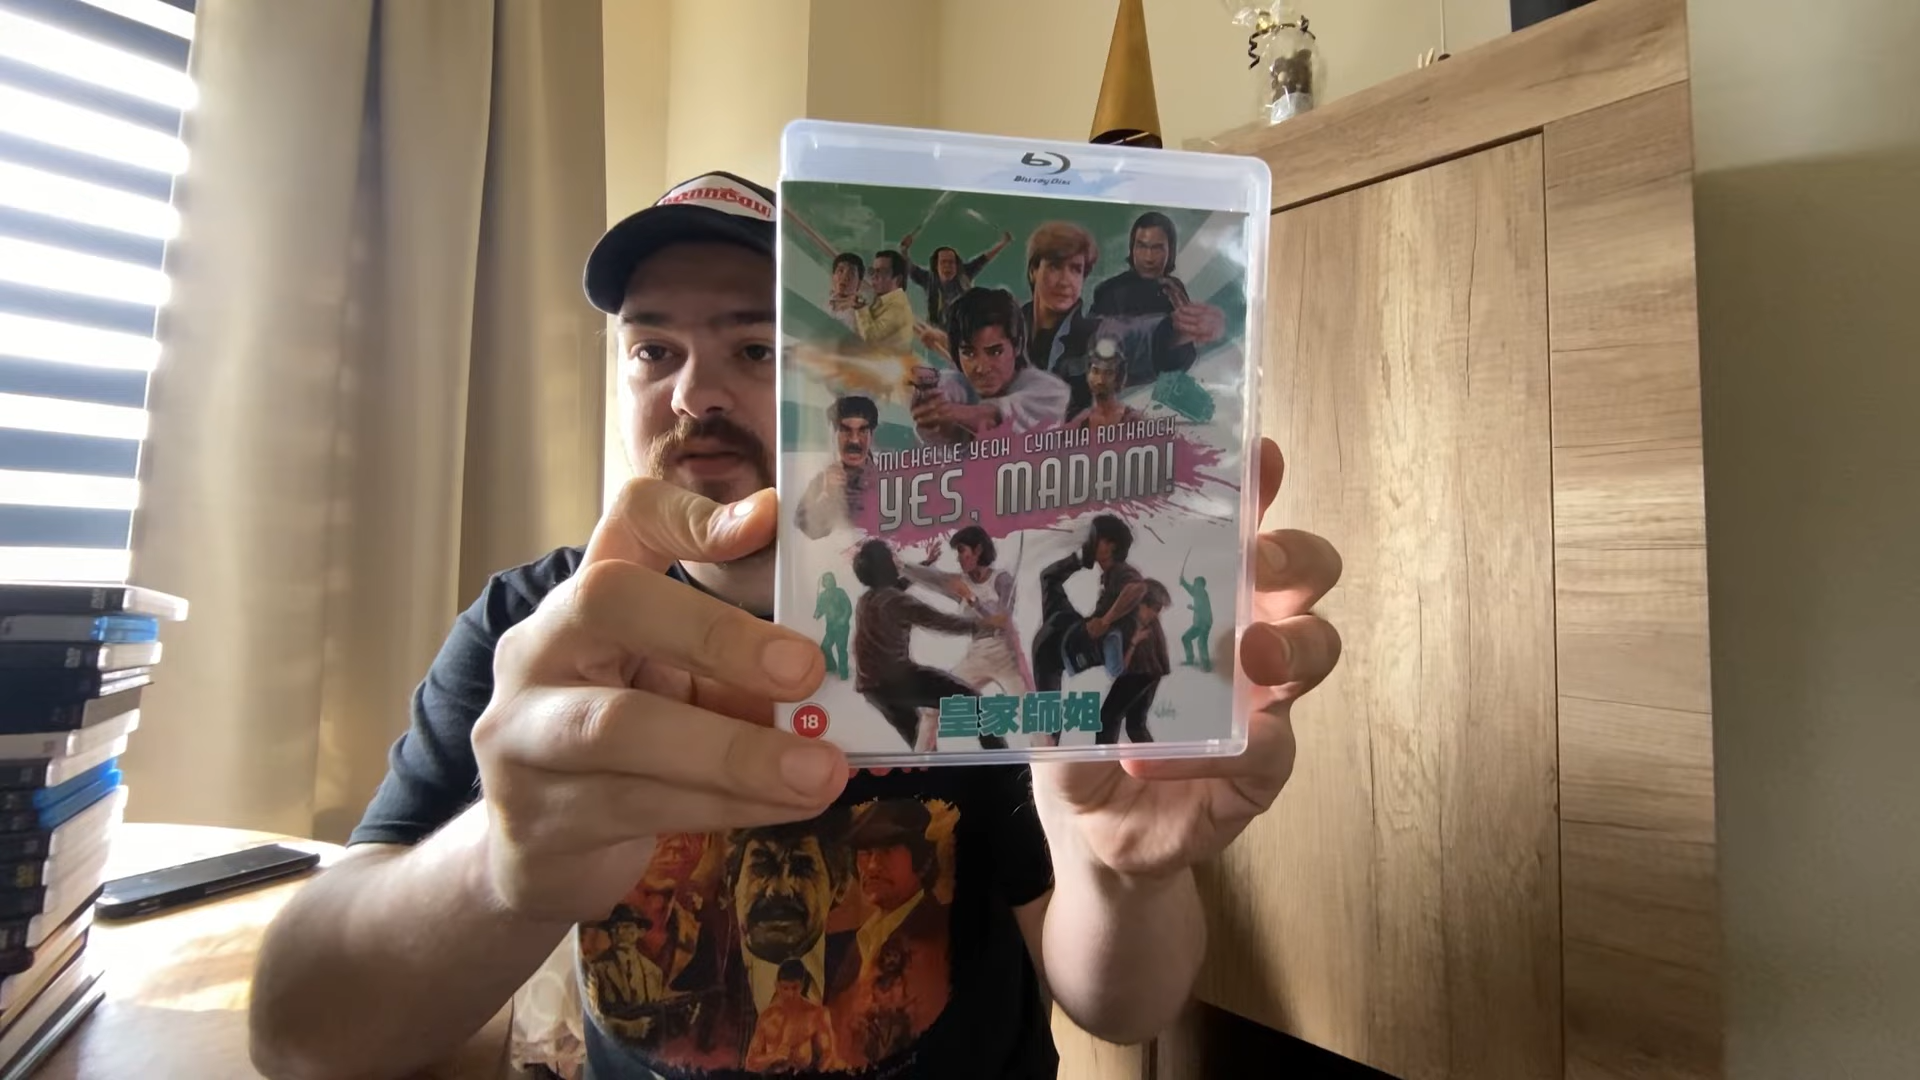 Blu-ray Disc
MICHELLE YEOH CYNTHIA ROTHROCK
YES, MADAM!
18
皇家師姐